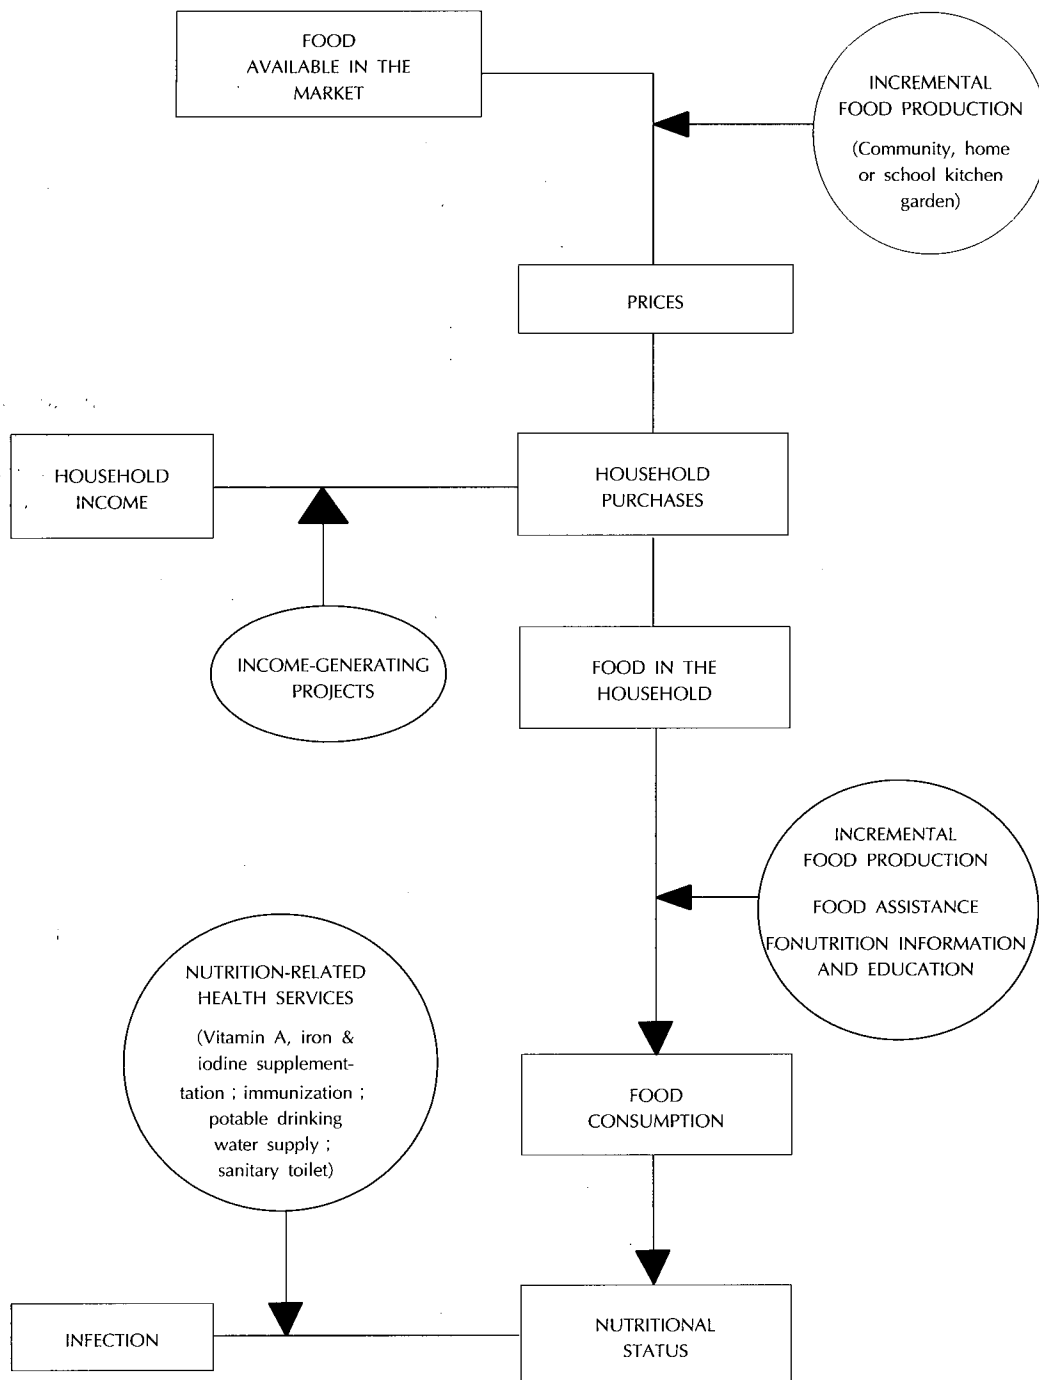 FOOD
AVAILABLE IN THE
MARKET
INCREMENTAL
FOOD PRODUCTION
(Community, home
or school kitchen
garden)
PRICES
HOUSEHOLD
INCOME
HOUSEHOLD
PURCHASES
INCOME-GENERATING
PROJECTS
FOOD IN THE
HOUSEHOLD
INCREMENTAL
FOOD PRODUCTION
FOOD ASSISTANCE
FONUTRITION INFORMATION
AND EDUCATION
NUTRITION-RELATED
HEALTH SERVICES
(Vitamin A, iron &
iodine supplemen-
tation ; immunization ;
potable drinking
water supply ;
sanitary toilet)
FOOD
CONSUMPTION
INFECTION
NUTRITIONAL
STATUS